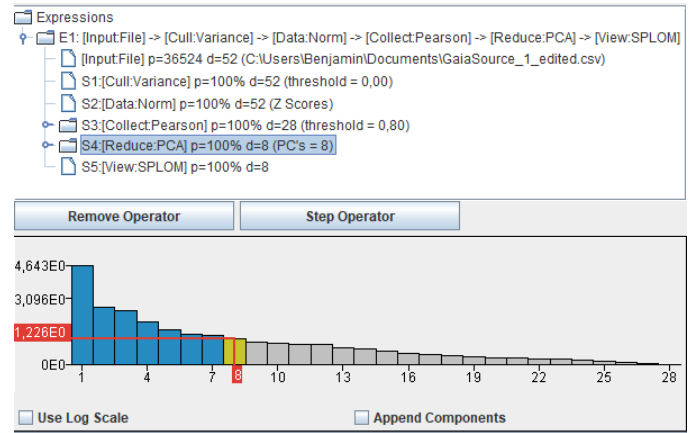 Expressions
E1: [Input:File] -> [Cull:Variance] -> [Data:Norm] -> [Collect:Pearson] -> [Reduce:PCA] -> [View:SPLOM]
[Input:File] p=36524 d=52 (C:\Users\Benjamin\Documents\GaiaSource_1_edited.csv)
S1:[Cull:Variance] p=100% d=52 (threshold = 0,00)
S2:[Data:Norm] p=100% d=52 (Z Scores)
S3:[Collect:Pearson] p=100% d=28 (threshold = 0,80)
S4:[Reduce:PCA] p=100% d=8 (PC's = 8)
S5:[View:SPLOM] p=100% d=8
Remove Operator Step Operator
4,643E0
3,096E0
1,226E0
0E0
1 4 7 8 10 13 16 19 22 25 28
Use Log Scale Append Components